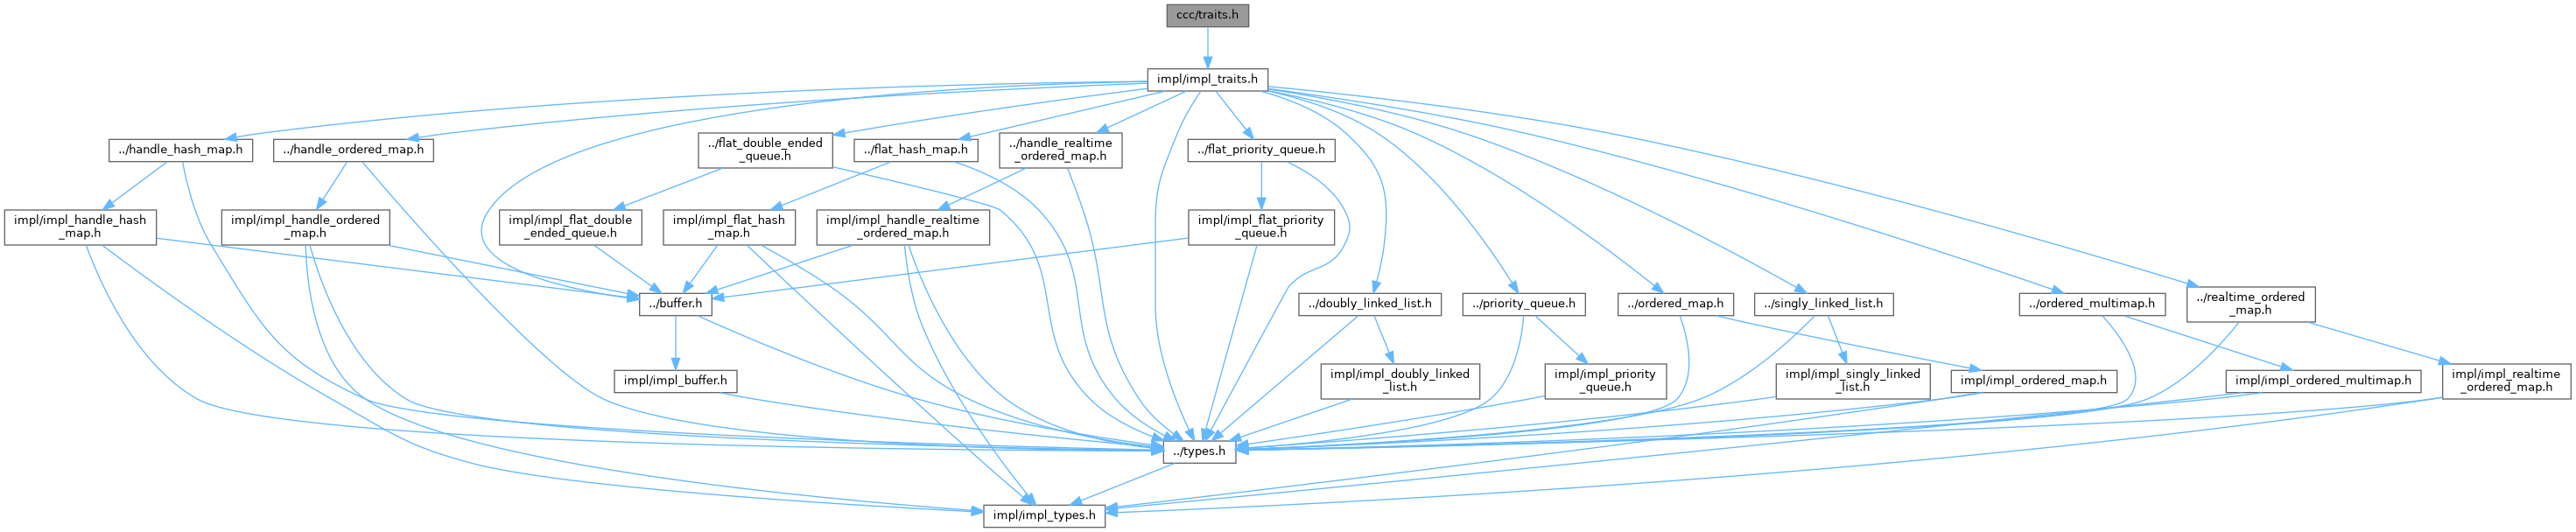 ccc/traits.h
impl/impl_traits.h
../handle_hash_map.h
../handle_ordered_map.h
../flat_double_ended
_queue.h
../flat_hash_map.h
../handle_realtime
_ordered_map.h
../flat_priority_queue.h
impl/impl_handle_hash
_map.h
impl/impl_handle_ordered
_map.h
impl/impl_flat_double
_ended_queue.h
impl/impl_flat_hash
_map.h
impl/impl_handle_realtime
_ordered_map.h
impl/impl_flat_priority
_queue.h
../buffer.h
../doubly_linked_list.h
../priority_queue.h
../ordered_map.h
../singly_linked_list.h
../ordered_multimap.h
../realtime_ordered
_map.h
impl/impl_buffer.h
impl/impl_doubly_linked
_list.h
impl/impl_priority
_queue.h
impl/impl_singly_linked
_list.h
impl/impl_ordered_map.h
impl/impl_ordered_multimap.h
impl/impl_realtime
_ordered_map.h
../types.h
impl/impl_types.h